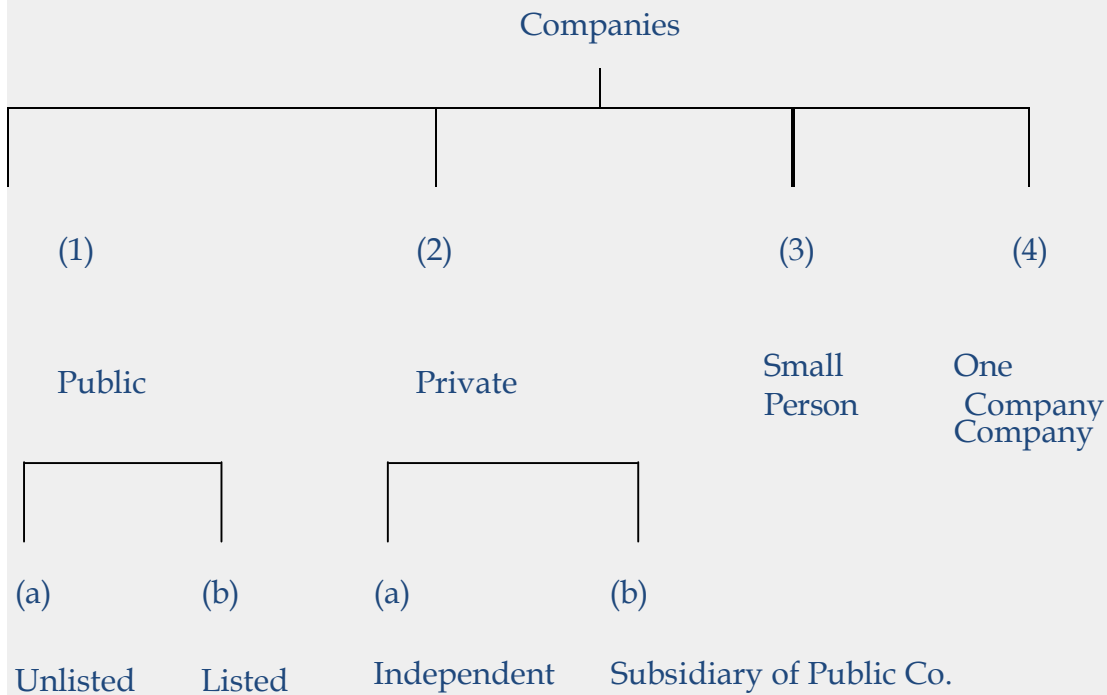 Companies
(1) (2) (3) (4)
Public Private Small One
Person Company
Company
(a) (b) (a) (b)
Unlisted Listed Independent Subsidiary of Public Co.